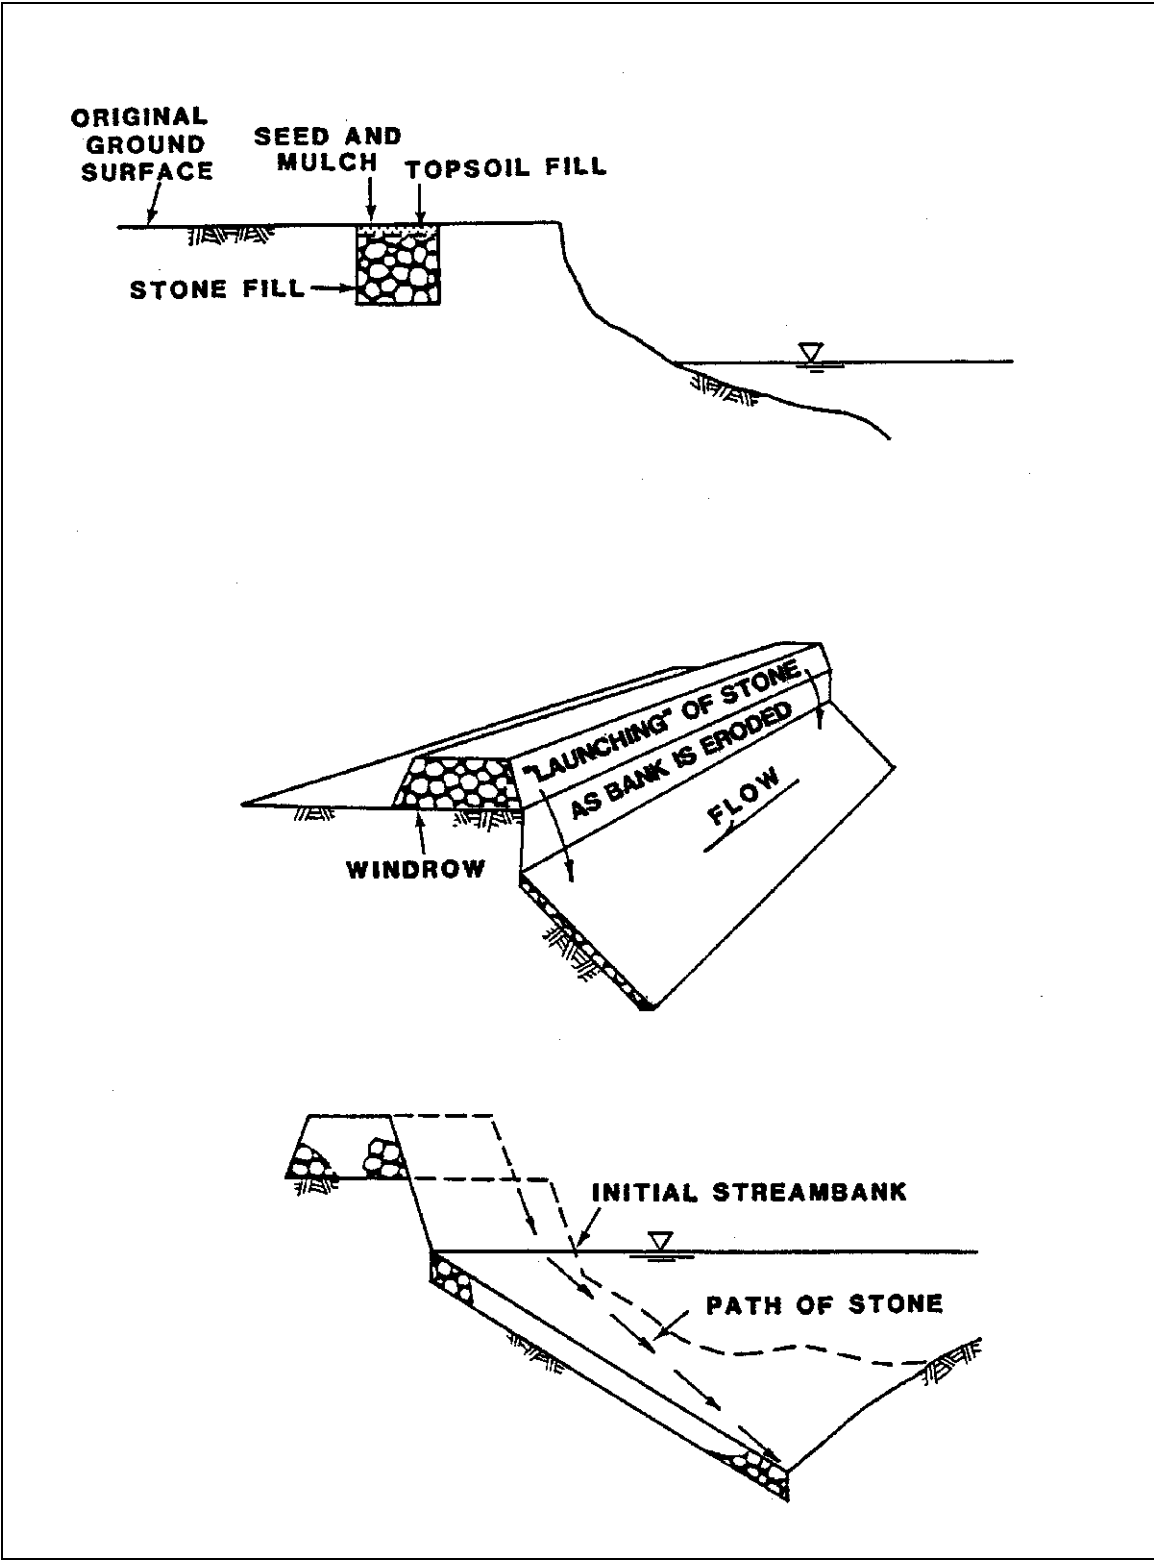 ORIGINAL
GROUND
SURFACE
SEED AND
MULCH
TOPSOIL FILL
STONE FILL
"LAUNCHING" OF STONE
AS BANK IS ERODED
FLOW
WINDROW
INITIAL STREAMBANK
PATH OF STONE